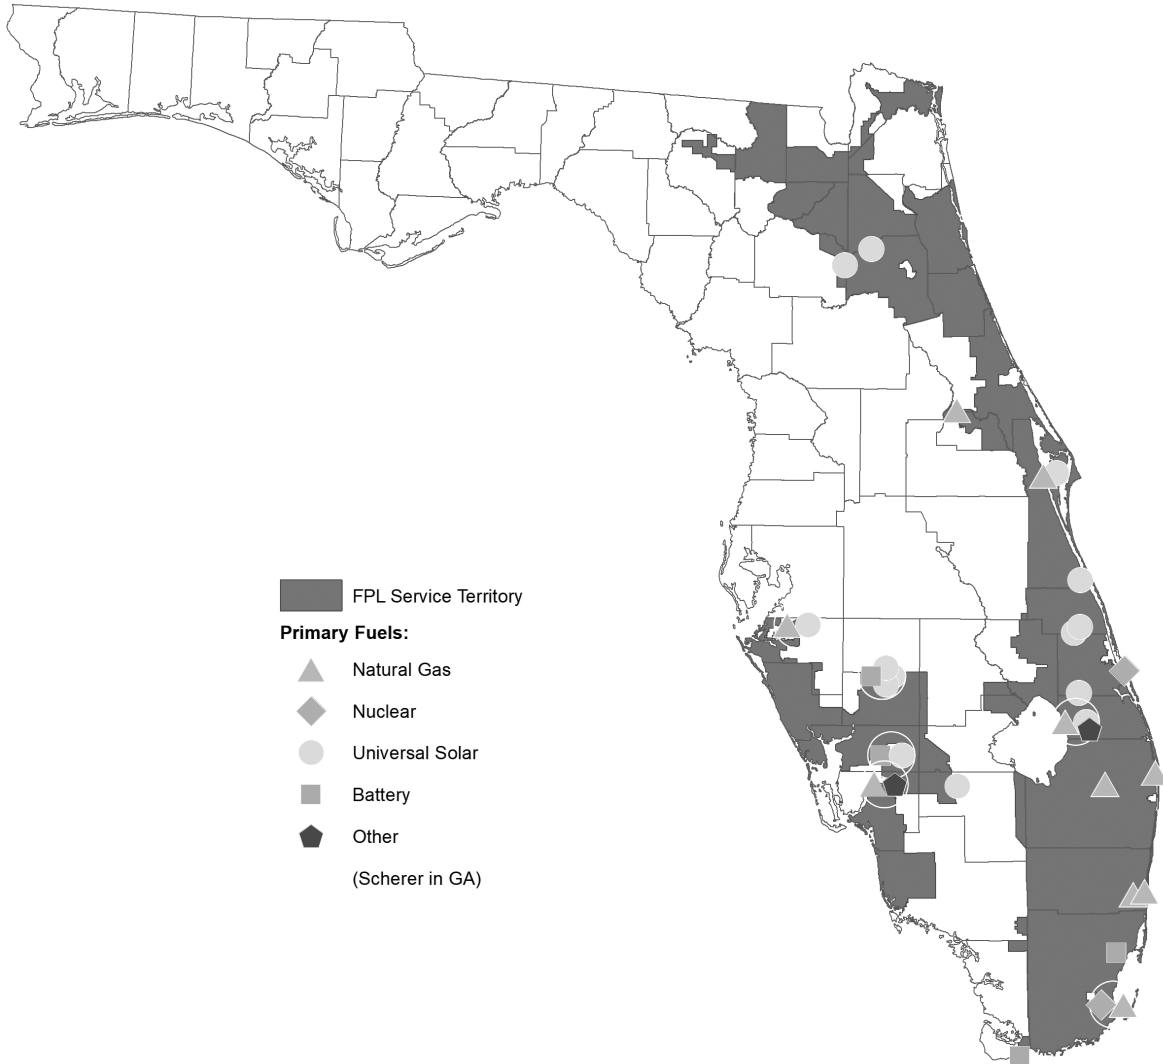 FPL Service Territory
Primary Fuels:
Natural Gas
Nuclear
Universal Solar
Battery
Other
(Scherer in GA)